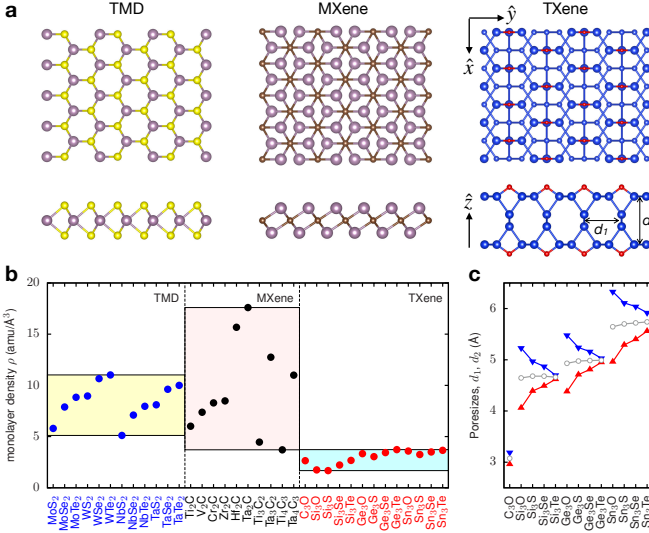 a
TMD
MXene
TXene
ŷ
x̂
ẑ
d₁
d
b
monolayer density ρ (amu/Å³)
20
15
10
5
0
TMD
MXene
TXene
MoS₂
MoSe₂
MoTe₂
WS₂
WSe₂
WTe₂
NbS₂
NbSe₂
NbTe₂
TaS₂
TaSe₂
TaTe₂
Ti₂C
V₂C
Cr₂C
Zr₂C
Hf₂C
Ta₂C
Ti₃C₂
Ta₃C₂
Ti₄C₃
Ta₄C₃
C₃O
Si₃O
Si₃S
Si₃Se
Si₃Te
Ge₃O
Ge₃S
Ge₃Se
Ge₃Te
Sn₃O
Sn₃S
Sn₃Se
Sn₃Te
c
Poresizes, d₁, d₂ (Å)
6
5
4
3
C₃O
Si₃O
Si₃S
Si₃Se
Si₃Te
Ge₃O
Ge₃S
Ge₃Se
Ge₃Te
Sn₃O
Sn₃S
Sn₃Se
Sn₃Te